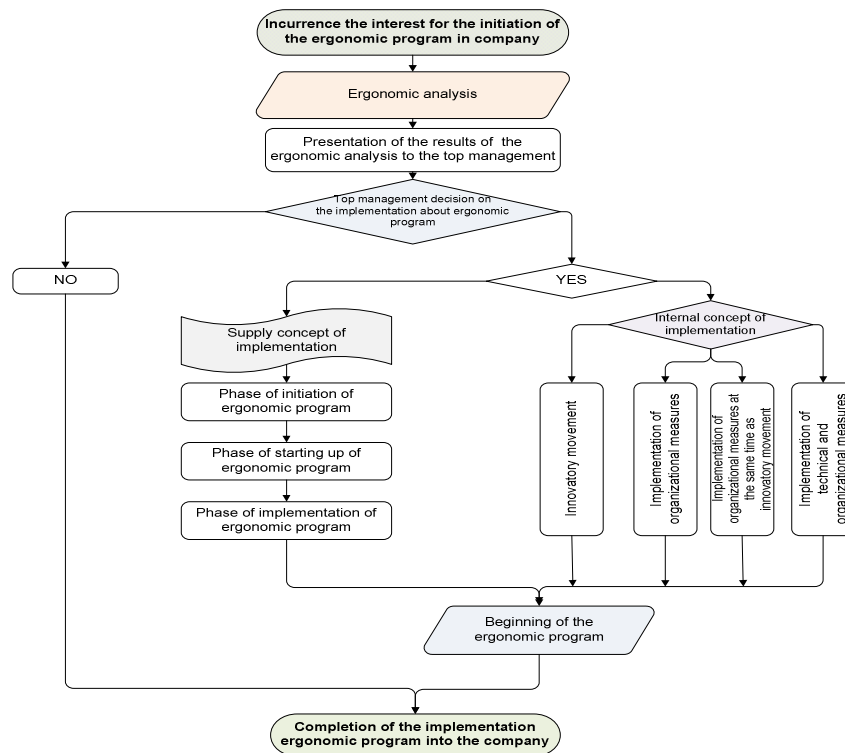 Incurrence the interest for the initiation of
the ergonomic program in company
Ergonomic analysis
Presentation of the results of the
ergonomic analysis to the top management
Top management decision on
the implementation about ergonomic
program
NO
YES
Supply concept of
implementation
Internal concept of
implementation
Phase of initiation of
ergonomic program
Phase of starting up of
ergonomic program
Phase of implementation of
ergonomic program
Innovatory movement
Implementation of
organizational measures
Implementation of
organizational measures at
the same time as
innovatory movement
Implementation of
technical and
organizational measures
Beginning of the
ergonomic program
Completion of the implementation
ergonomic program into the company